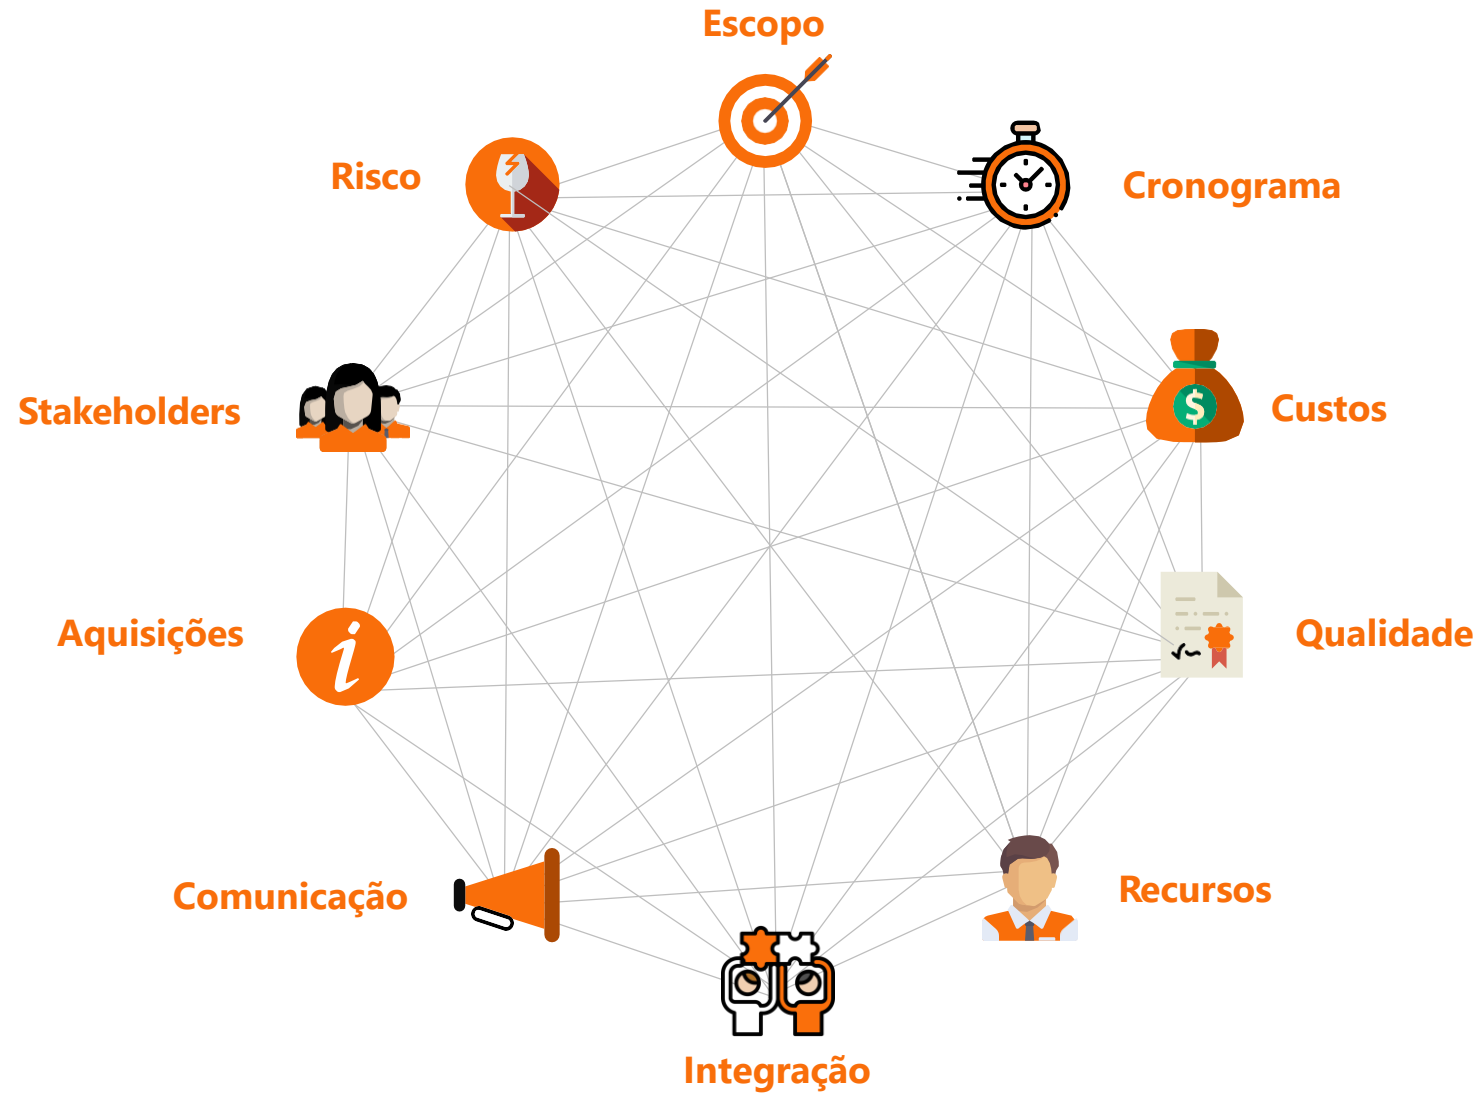 Escopo
Risco
Cronograma
Stakeholders
$
Custos
Aquisições
i
Qualidade
Comunicação
Recursos
Integração